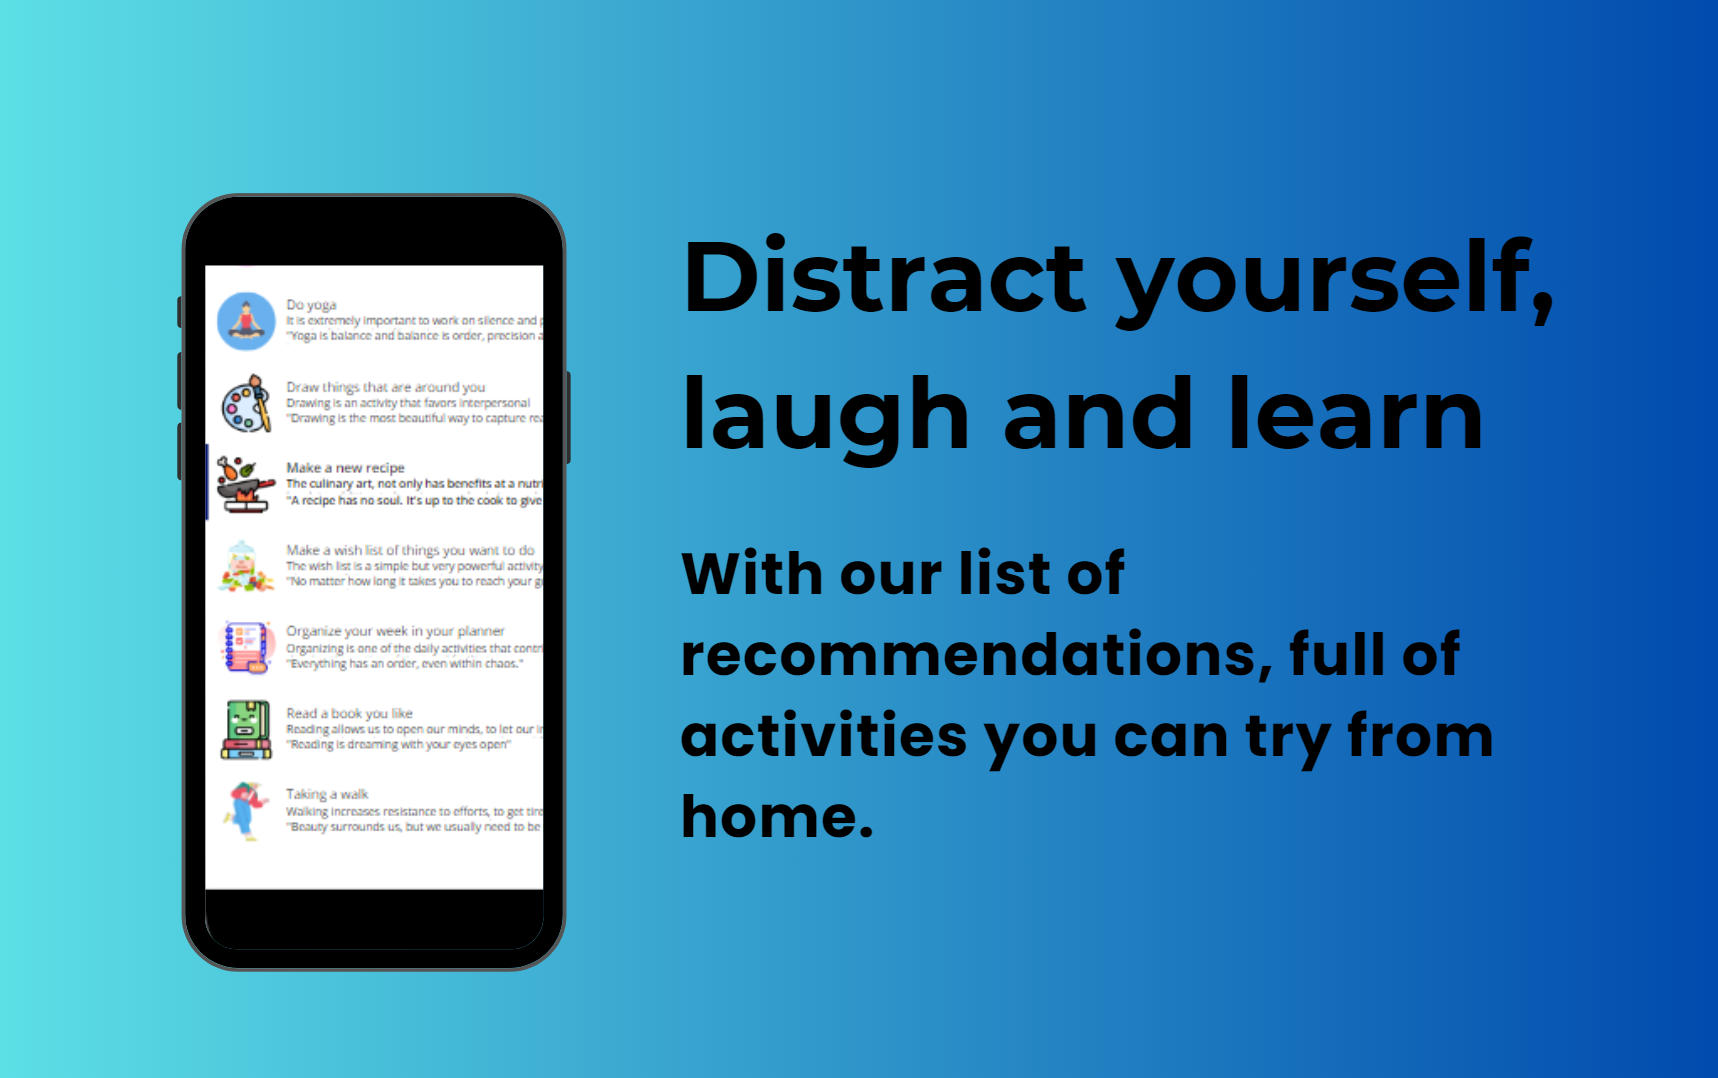 Distract yourself,
laugh and learn
With our list of
recommendations, full of
activities you can try from
home.
Do yoga
It is extremely important to work on silence and
"Yoga is balance and balance is order, precision
Draw things that are around you
Drawing is an activity that favors interpersonal
"Drawing is the most beautiful way to capture
Make a new recipe
The culinary art, not only has benefits at a
"A recipe has no soul. It's up to the cook to give
Make a wish list of things you want to do
The wish list is a simple but very powerful activity
"No matter how long it takes you to reach your
Organize your week in your planner
Organizing is one of the daily activities that
"Everything has an order, even within chaos."
Read a book you like
Reading allows us to open our minds, to let our
"Reading is dreaming with your eyes open"
Taking a walk
Walking increases resistance to efforts, to get
"Beauty surrounds us, but we usually need to be